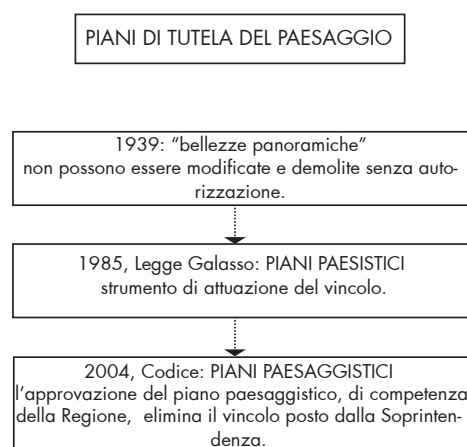 PIANI DI TUTELA DEL PAESAGGIO
1939: “bellezze panoramiche”
non possono essere modificate e demolite senza auto-
rizzazione.
1985, Legge Galasso: PIANI PAESISTICI
strumento di attuazione del vincolo.
2004, Codice: PIANI PAESAGGISTICI
l’approvazione del piano paesaggistico, di competenza
della Regione, elimina il vincolo posto dalla Soprinten-
denza.